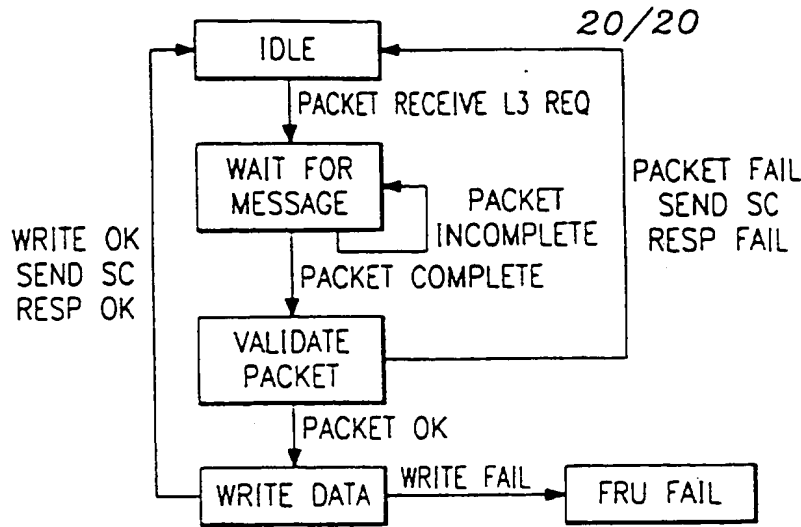 20/20
IDLE
PACKET RECEIVE L3 REQ
WAIT FOR
MESSAGE
PACKET
INCOMPLETE
PACKET FAIL
SEND SC
RESP FAIL
WRITE OK
SEND SC
RESP OK
PACKET COMPLETE
VALIDATE
PACKET
PACKET OK
WRITE DATA
WRITE FAIL
FRU FAIL